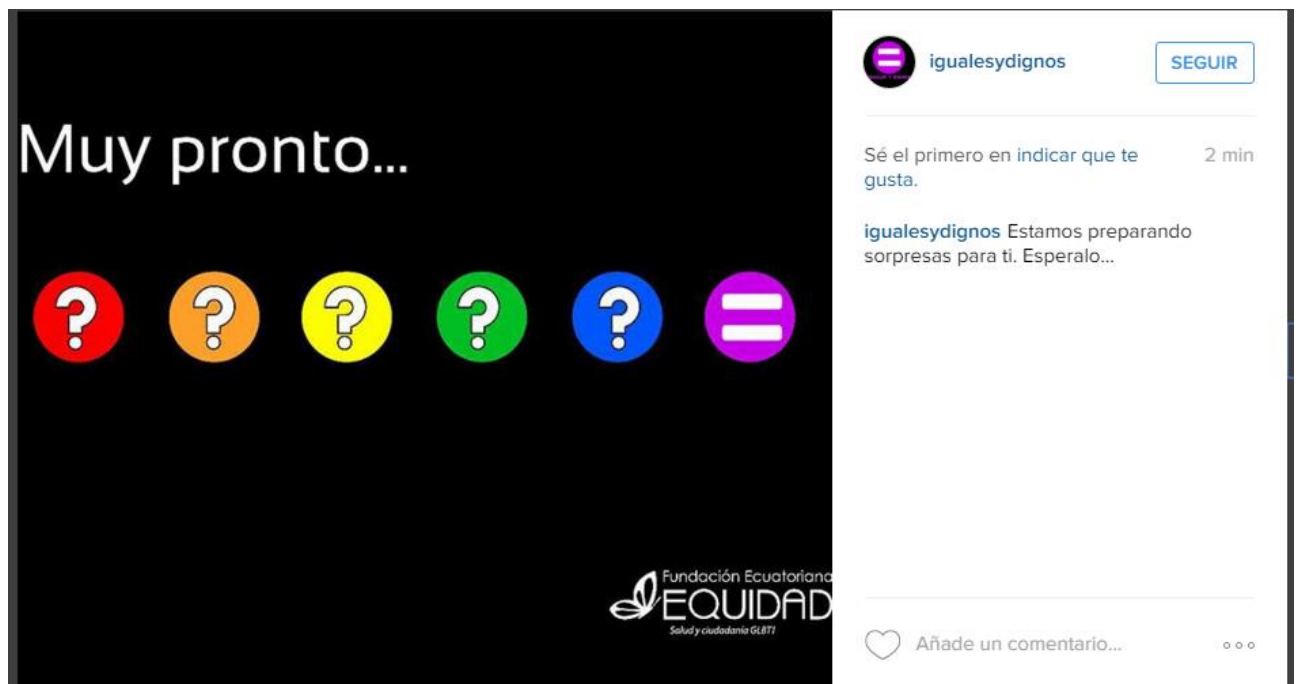 Muy pronto...
? ? ? ? ? =
Fundación Ecuatoriana
EQUIDAD
Salud y ciudadanía GLBTI
igualesydignos
SEGUIR
Sé el primero en indicar que te
gusta.
2 min
igualesydignos Estamos preparando
sorpresas para ti. Esperalo...
Añade un comentario...